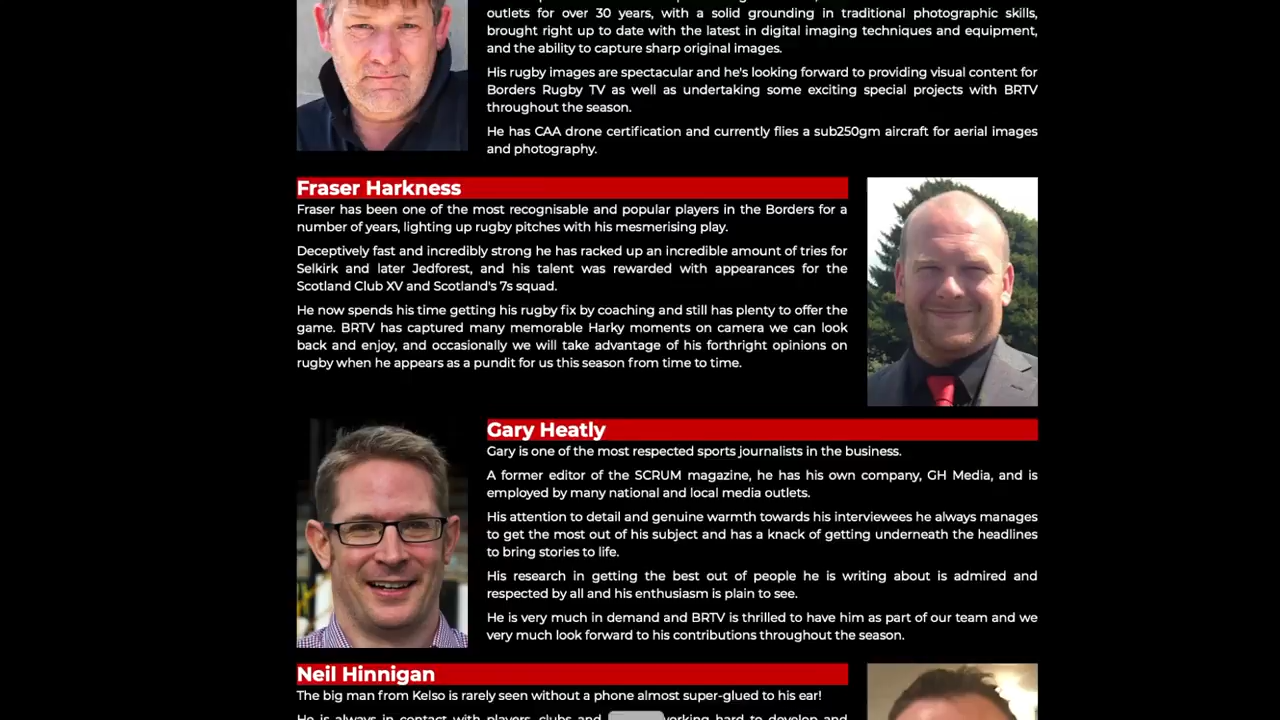 outlets for over 30 years, with a solid grounding in traditional photographic skills,
brought right up to date with the latest in digital imaging techniques and equipment,
and the ability to capture sharp original images.
His rugby images are spectacular and he's looking forward to providing visual content for
Borders Rugby TV as well as undertaking some exciting special projects with BRTV
throughout the season.
He has CAA drone certification and currently flies a sub250gm aircraft for aerial images
and photography.
Fraser Harkness
Fraser has been one of the most recognisable and popular players in the Borders for a
number of years, lighting up rugby pitches with his mesmerising play.
Deceptively fast and incredibly strong he has racked up an incredible amount of tries for
Selkirk and later Jedforest, and his talent was rewarded with appearances for the
Scotland Club XV and Scotland's 7s squad.
He now spends his time getting his rugby fix by coaching and still has plenty to offer the
game. BRTV has captured many memorable Harky moments on camera we can look
back and enjoy, and occasionally we will take advantage of his forthright opinions on
rugby when he appears as a pundit for us this season from time to time.
Gary Heatly
Gary is one of the most respected sports journalists in the business.
A former editor of the SCRUM magazine, he has his own company, GH Media, and is
employed by many national and local media outlets.
His attention to detail and genuine warmth towards his interviewees he always manages
to get the most out of his subject and has a knack of getting underneath the headlines
to bring stories to life.
His research in getting the best out of people he is writing about is admired and
respected by all and his enthusiasm is plain to see.
He is very much in demand and BRTV is thrilled to have him as part of our team and we
very much look forward to his contributions throughout the season.
Neil Hinnigan
The big man from Kelso is rarely seen without a phone almost super-glued to his ear!
He is always in contact with players, clubs and working hard to develop and